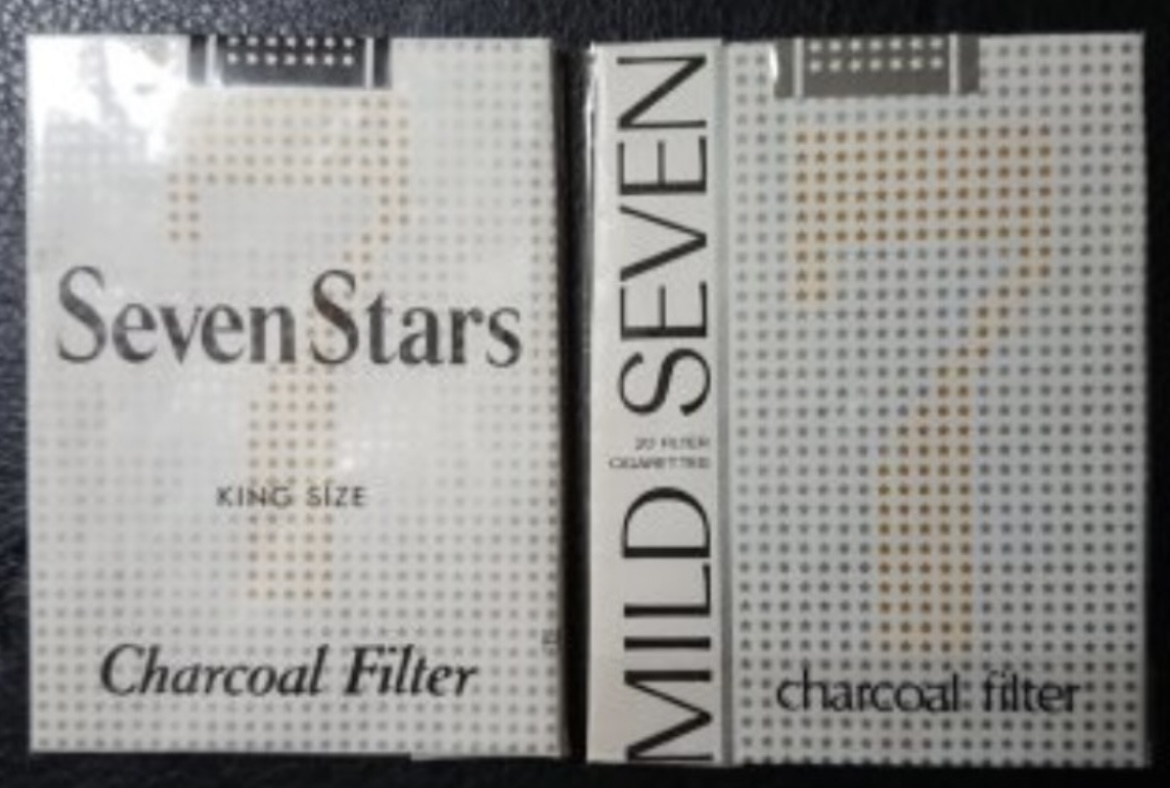 Seven Stars
KING SIZE
Charcoal Filter
MILD SEVEN
20 FILTER
CIGARETTES
charcoal filter